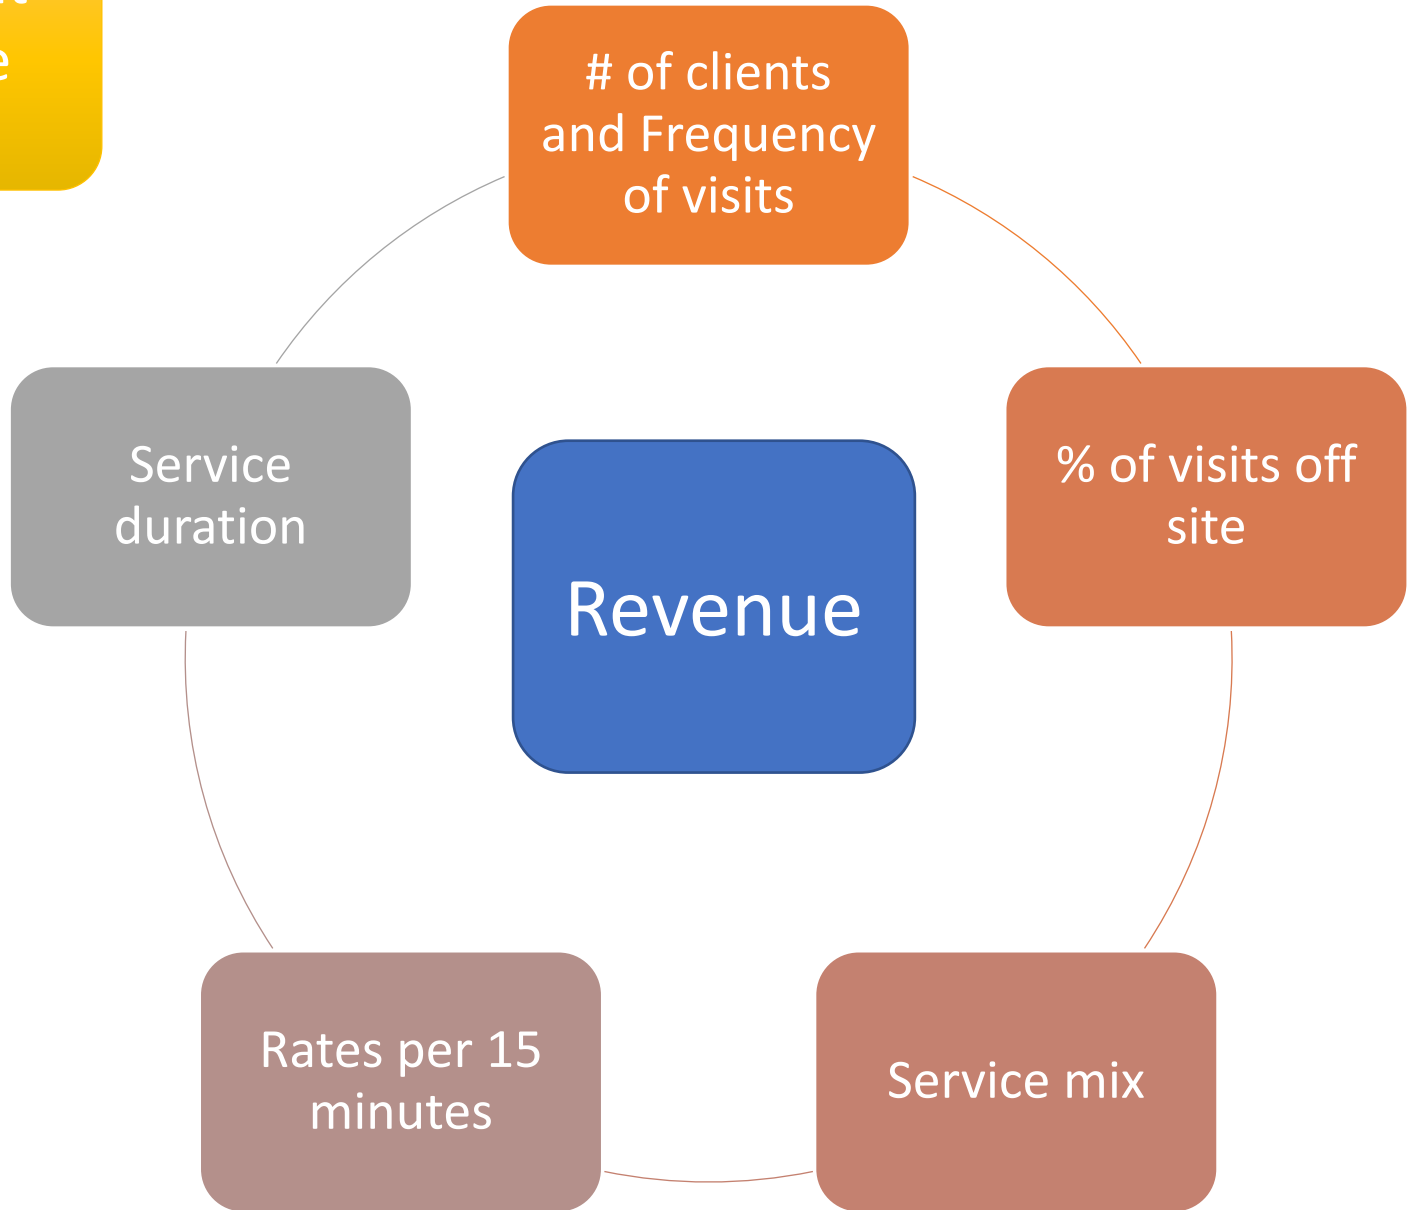 # of clients
and Frequency
of visits
Service
duration
% of visits off
site
Revenue
Rates per 15
minutes
Service mix